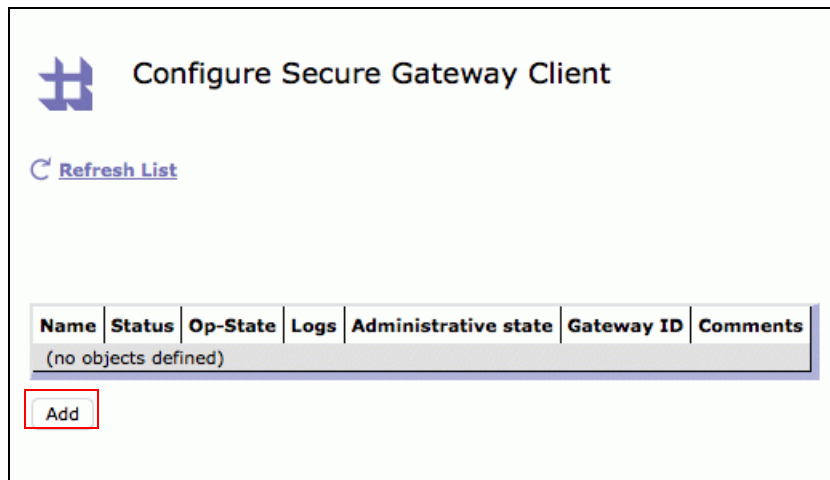 Configure Secure Gateway Client
Refresh List
Name Status Op-State Logs Administrative state Gateway ID Comments
(no objects defined)
Add